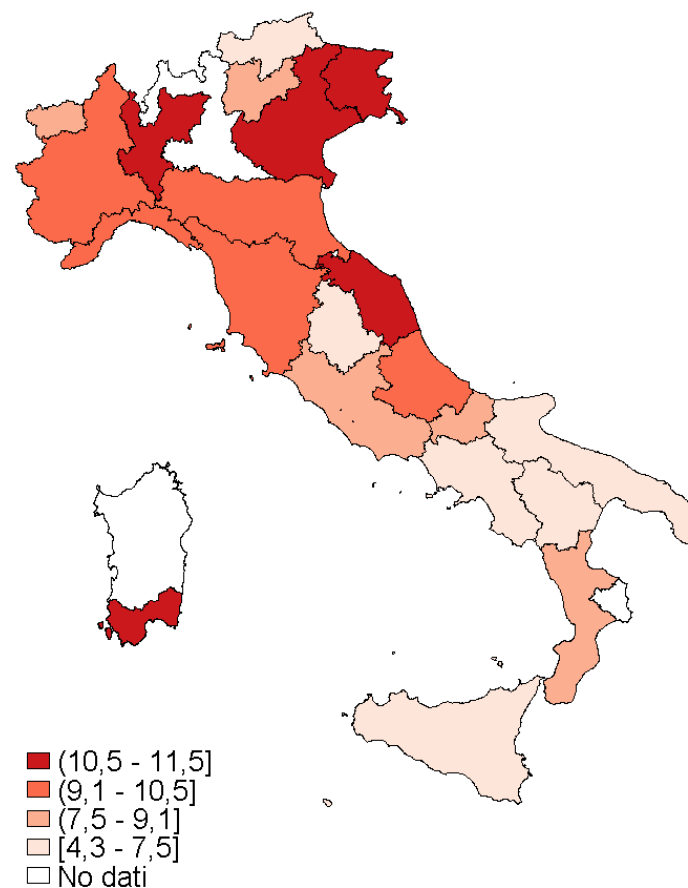 (10,5 - 11,5]
(9,1 - 10,5]
(7,5 - 9,1]
[4,3 - 7,5]
No dati